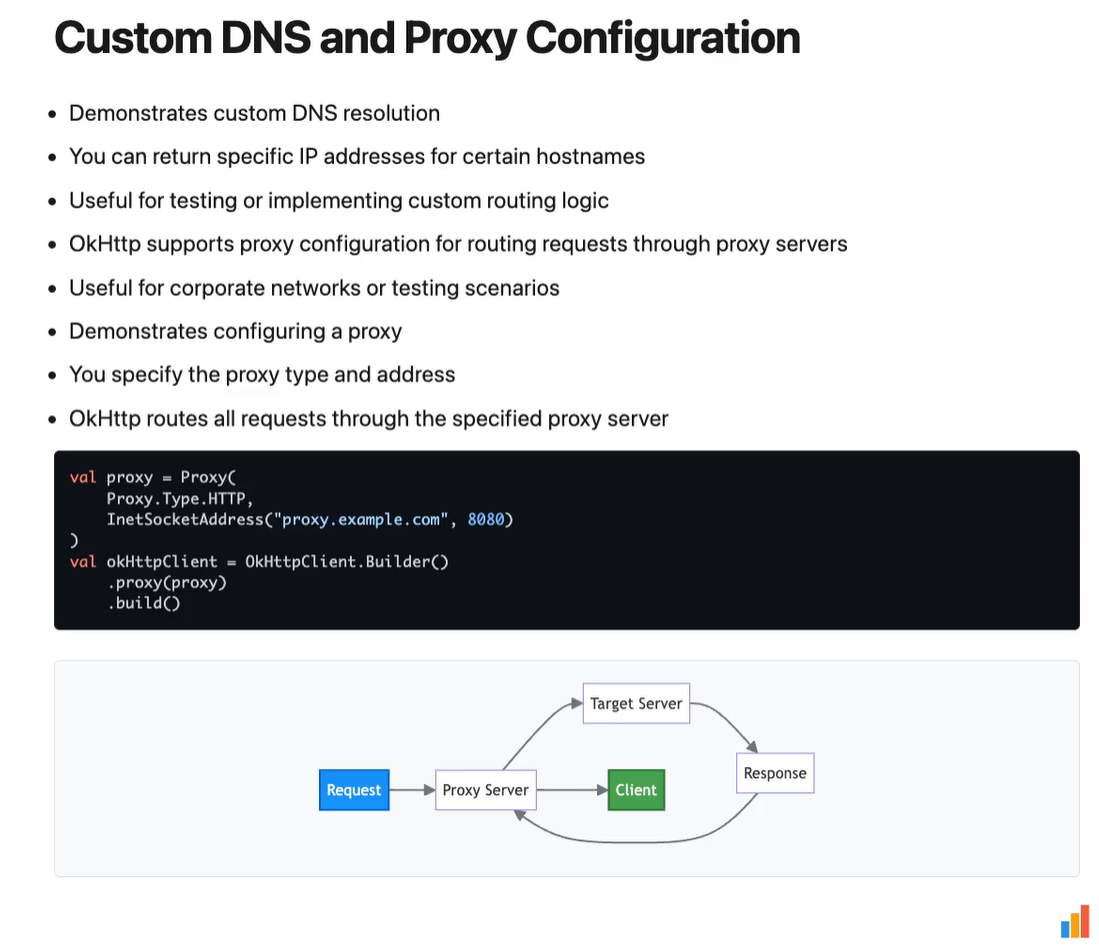 Custom DNS and Proxy Configuration
Demonstrates custom DNS resolution
You can return specific IP addresses for certain hostnames
Useful for testing or implementing custom routing logic
OkHttp supports proxy configuration for routing requests through proxy servers
Useful for corporate networks or testing scenarios
Demonstrates configuring a proxy
You specify the proxy type and address
OkHttp routes all requests through the specified proxy server
val proxy = Proxy(
    Proxy.Type.HTTP,
    InetSocketAddress("proxy.example.com", 8080)
)
val okHttpClient = OkHttpClient.Builder()
    .proxy(proxy)
    .build()
Target Server
Response
Request
Proxy Server
Client